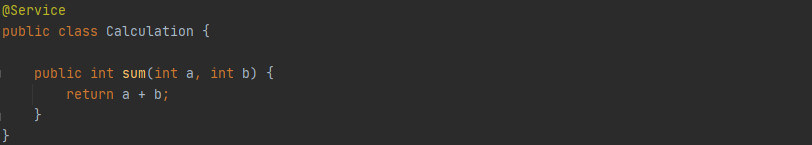 @Service
public class Calculation {
public int sum(int a, int b) {
return a + b;
}
}